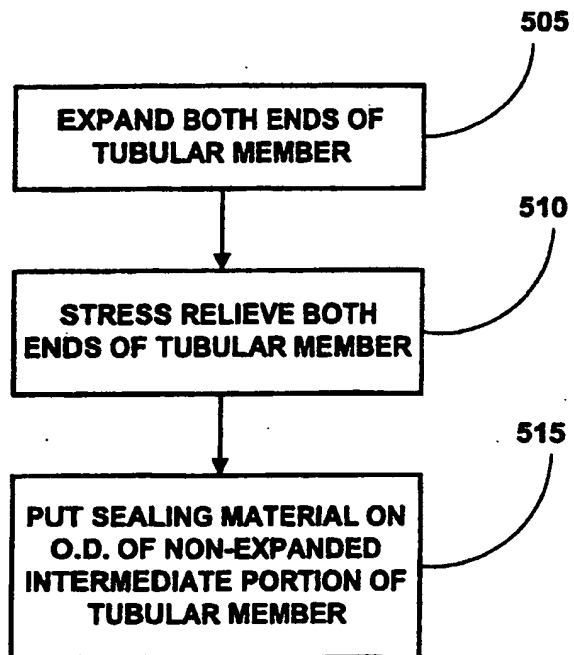 505
EXPAND BOTH ENDS OF
TUBULAR MEMBER
510
STRESS RELIEVE BOTH
ENDS OF TUBULAR MEMBER
515
PUT SEALING MATERIAL ON
O.D. OF NON-EXPANDED
INTERMEDIATE PORTION OF
TUBULAR MEMBER